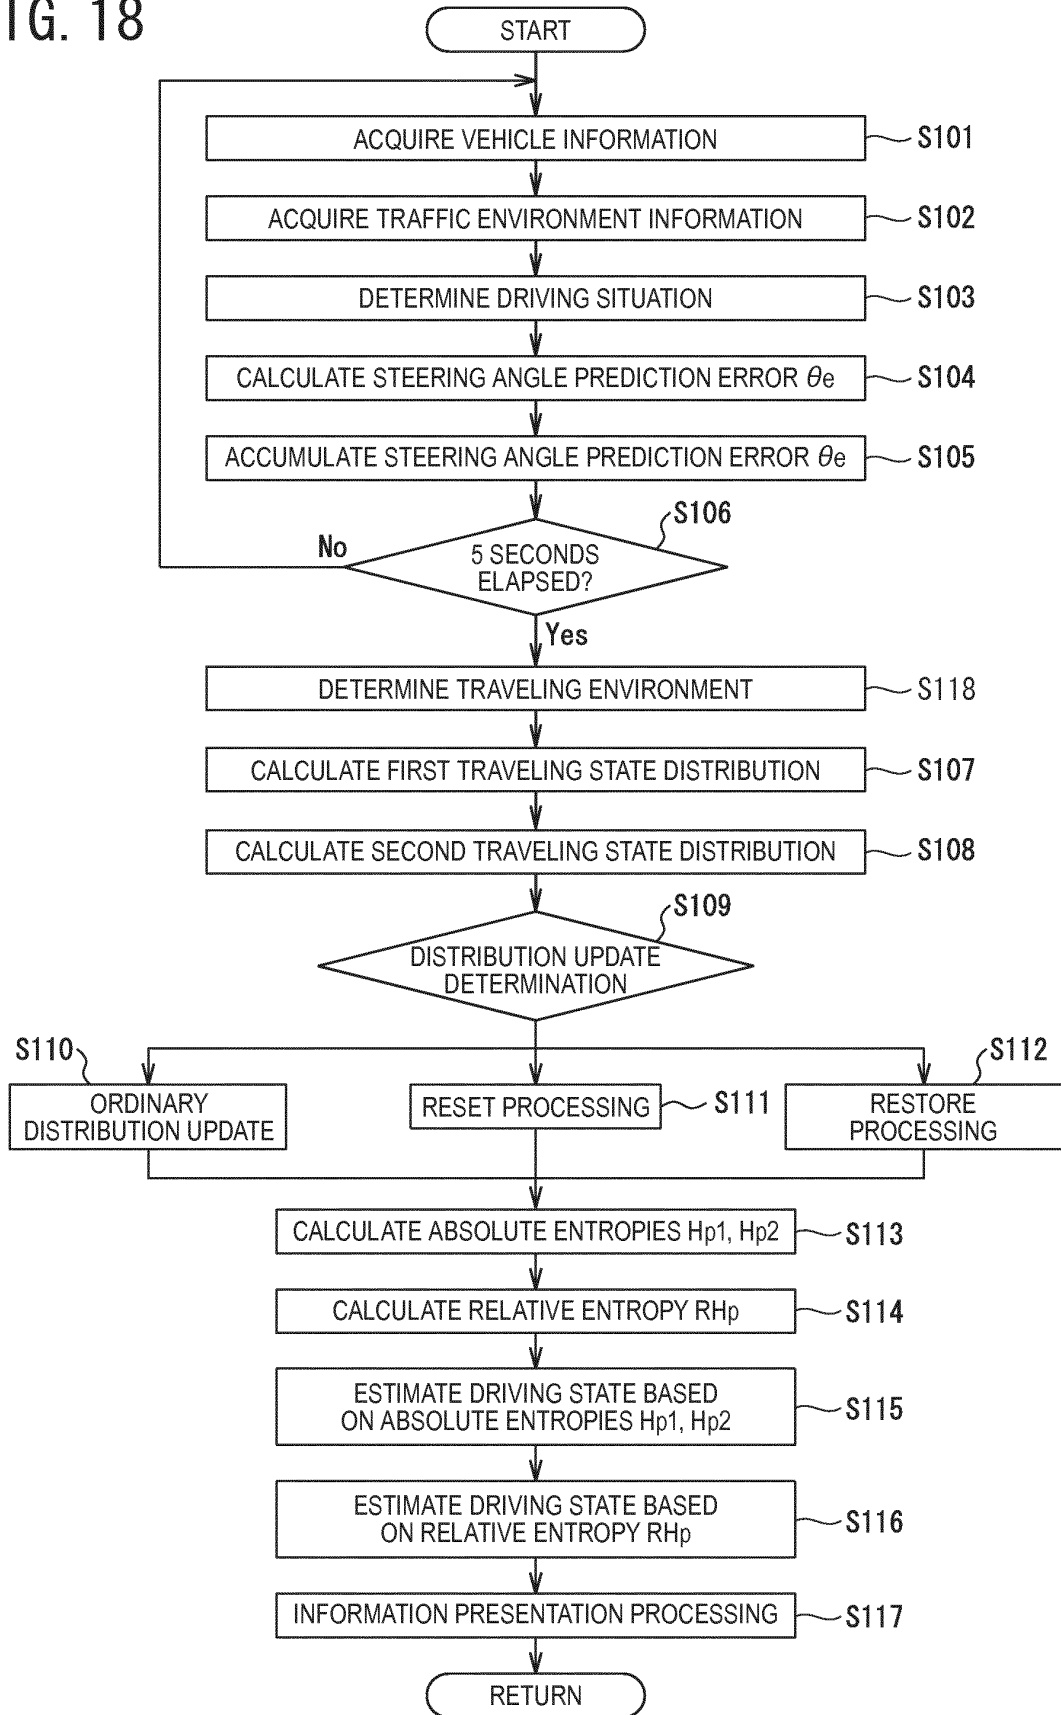 IG. 18
START
ACQUIRE VEHICLE INFORMATION
S101
ACQUIRE TRAFFIC ENVIRONMENT INFORMATION
S102
DETERMINE DRIVING SITUATION
S103
CALCULATE STEERING ANGLE PREDICTION ERROR θe
S104
ACCUMULATE STEERING ANGLE PREDICTION ERROR θe
S105
S106
No
5 SECONDS
ELAPSED?
Yes
DETERMINE TRAVELING ENVIRONMENT
S118
CALCULATE FIRST TRAVELING STATE DISTRIBUTION
S107
CALCULATE SECOND TRAVELING STATE DISTRIBUTION
S108
S109
DISTRIBUTION UPDATE
DETERMINATION
S110
ORDINARY
DISTRIBUTION UPDATE
RESET PROCESSING
S111
S112
RESTORE
PROCESSING
CALCULATE ABSOLUTE ENTROPIES Hp1, Hp2
S113
CALCULATE RELATIVE ENTROPY RHp
S114
ESTIMATE DRIVING STATE BASED
ON ABSOLUTE ENTROPIES Hp1, Hp2
S115
ESTIMATE DRIVING STATE BASED
ON RELATIVE ENTROPY RHp
S116
INFORMATION PRESENTATION PROCESSING
S117
RETURN